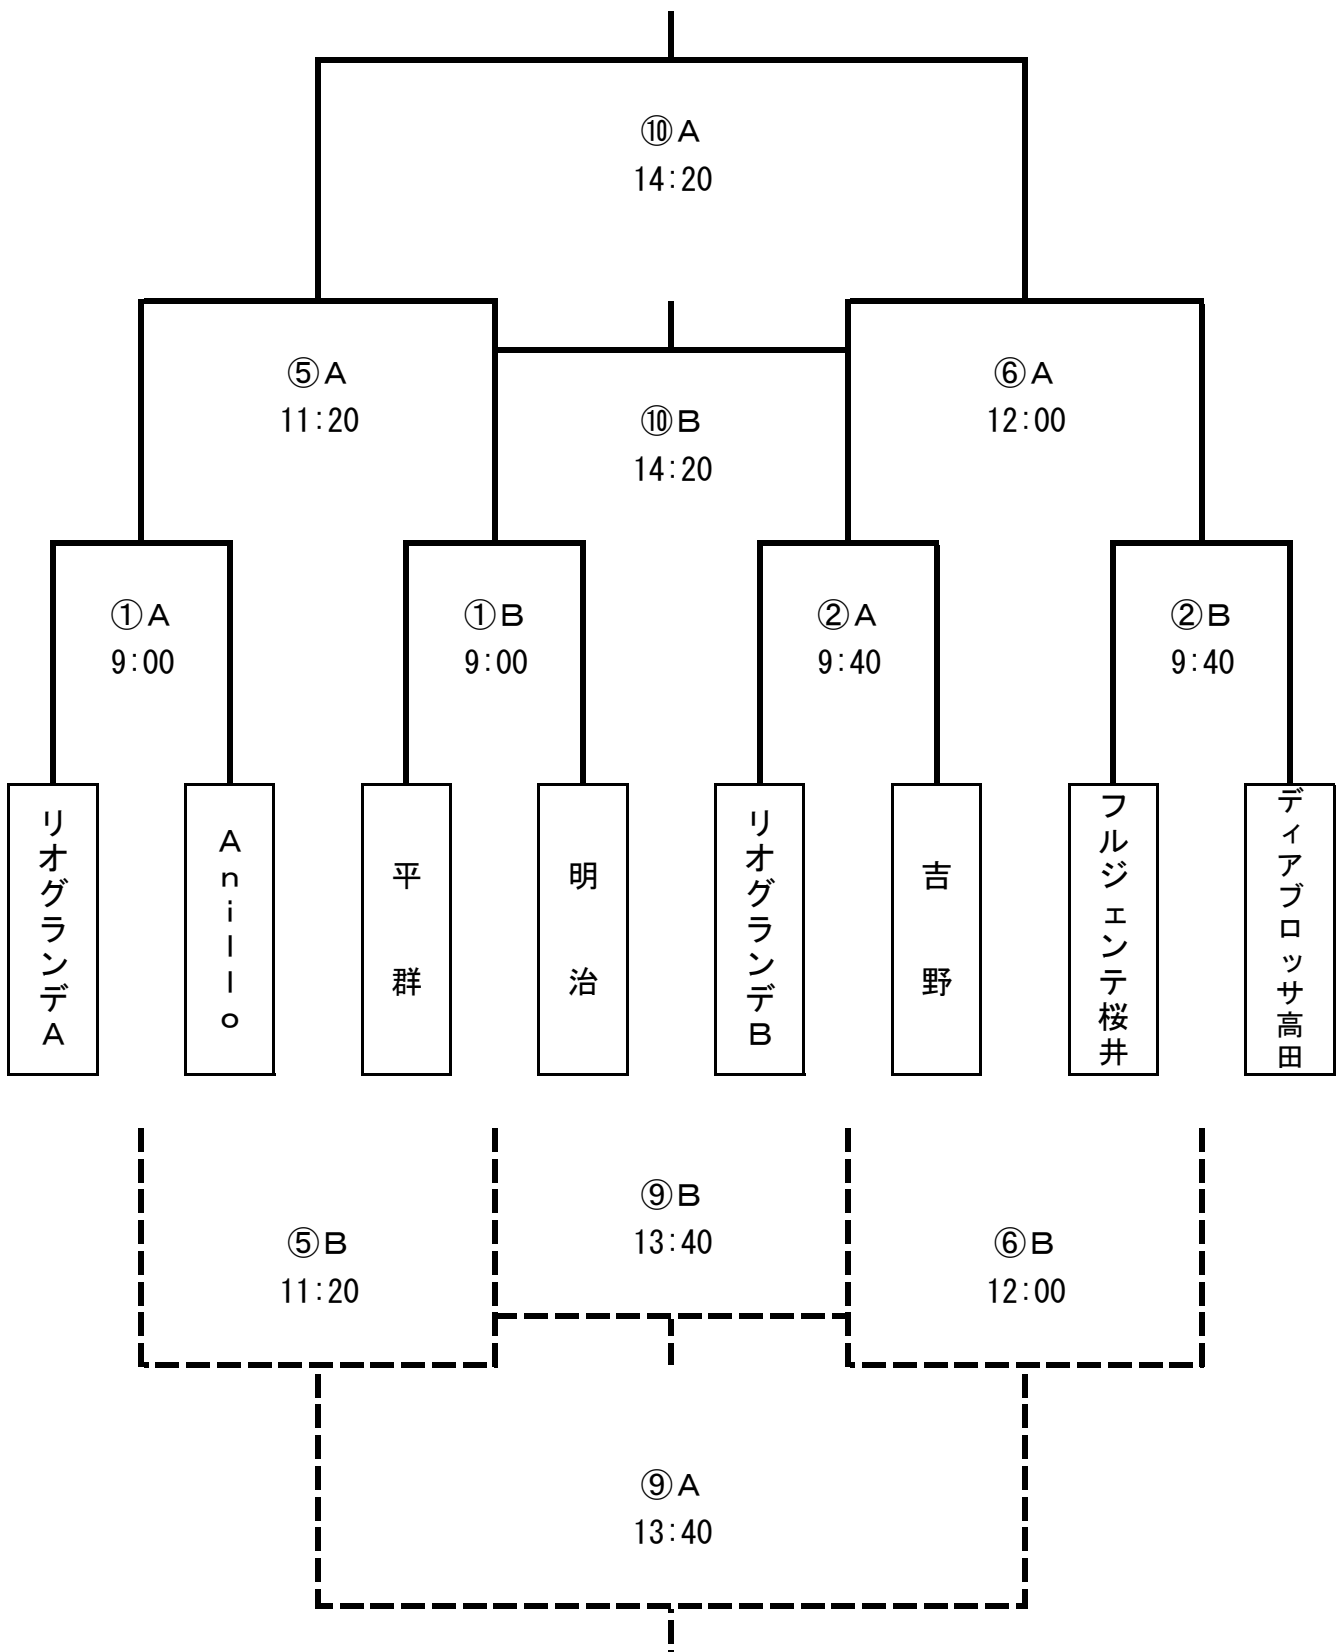 ⑩A
14:20
⑤A
11:20
⑥A
12:00
⑩B
14:20
①A
9:00
①B
9:00
②A
9:40
②B
9:40
リオグランデA
Anillo
平群
明治
リオグランデB
吉野
フルジェンテ桜井
ディアブロッサ高田
⑨B
13:40
⑤B
11:20
⑥B
12:00
⑨A
13:40